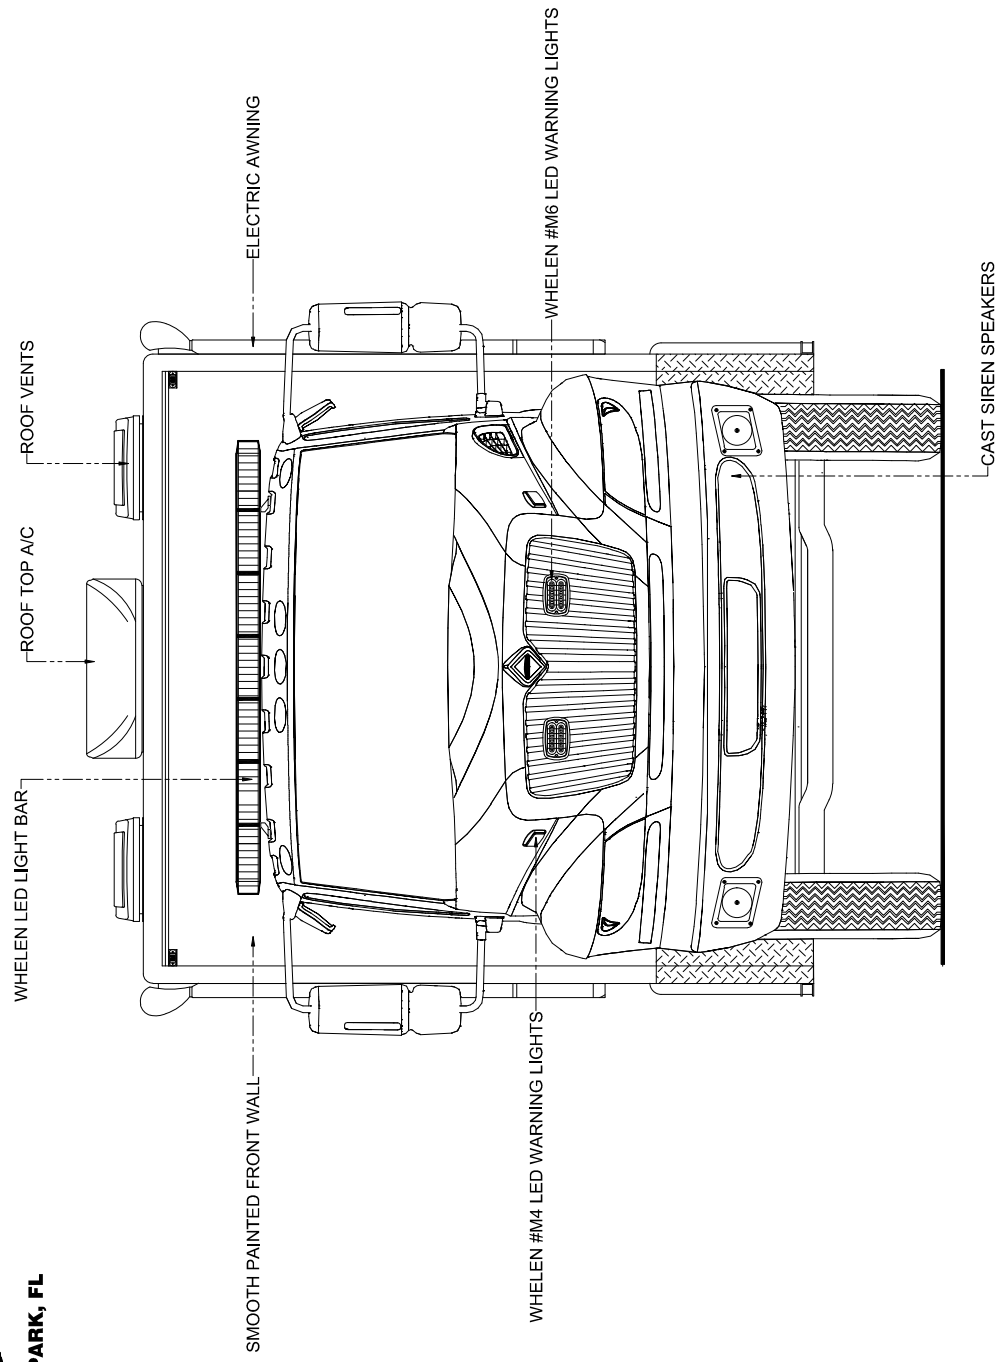 PARK, FL
WHELEN LED LIGHT BAR
ROOF TOP A/C
ROOF VENTS
SMOOTH PAINTED FRONT WALL
ELECTRIC AWNING
WHELEN #M4 LED WARNING LIGHTS
WHELEN #M6 LED WARNING LIGHTS
CAST SIREN SPEAKERS